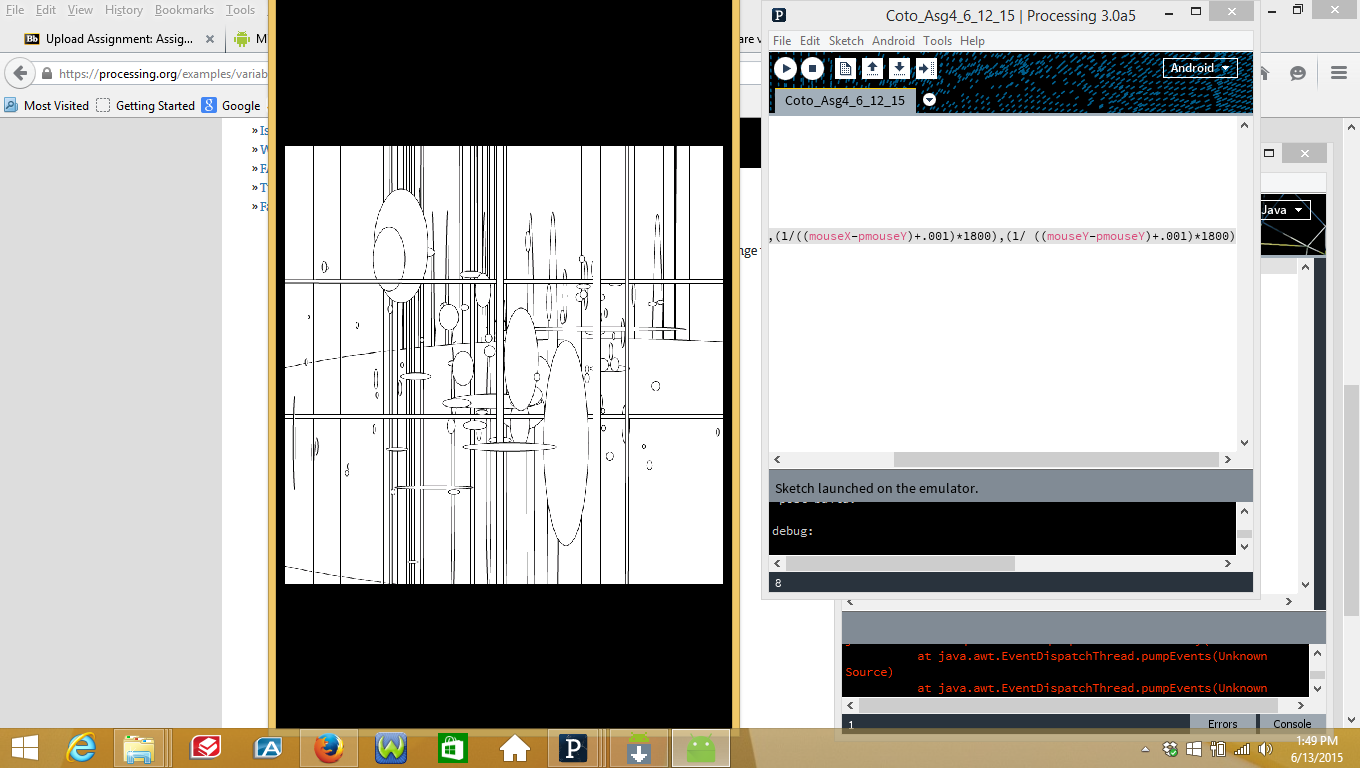 File Edit View History Bookmarks Tools
Upload Assignment: Assig... × M
https://processing.org/examples/variab
Most Visited Getting Started Google
» Is
» W
» Fa
Coto_Asg4_6_12_15 | Processing 3.0a5
File Edit Sketch Android Tools Help
Android
Coto_Asg4_6_12_15
,(1/((mouseX-pmouseY)+.001)*1800),(1/ ((mouseY-pmouseY)+.001)*1800)
Sketch launched on the emulator.
debug:
8
Java
at java.awt.EventDispatchThread.pumpEvents(Unknown
Source)
at java.awt.EventDispatchThread.pumpEvents(Unknown
1 Errors Console
1:49 PM
6/13/2015